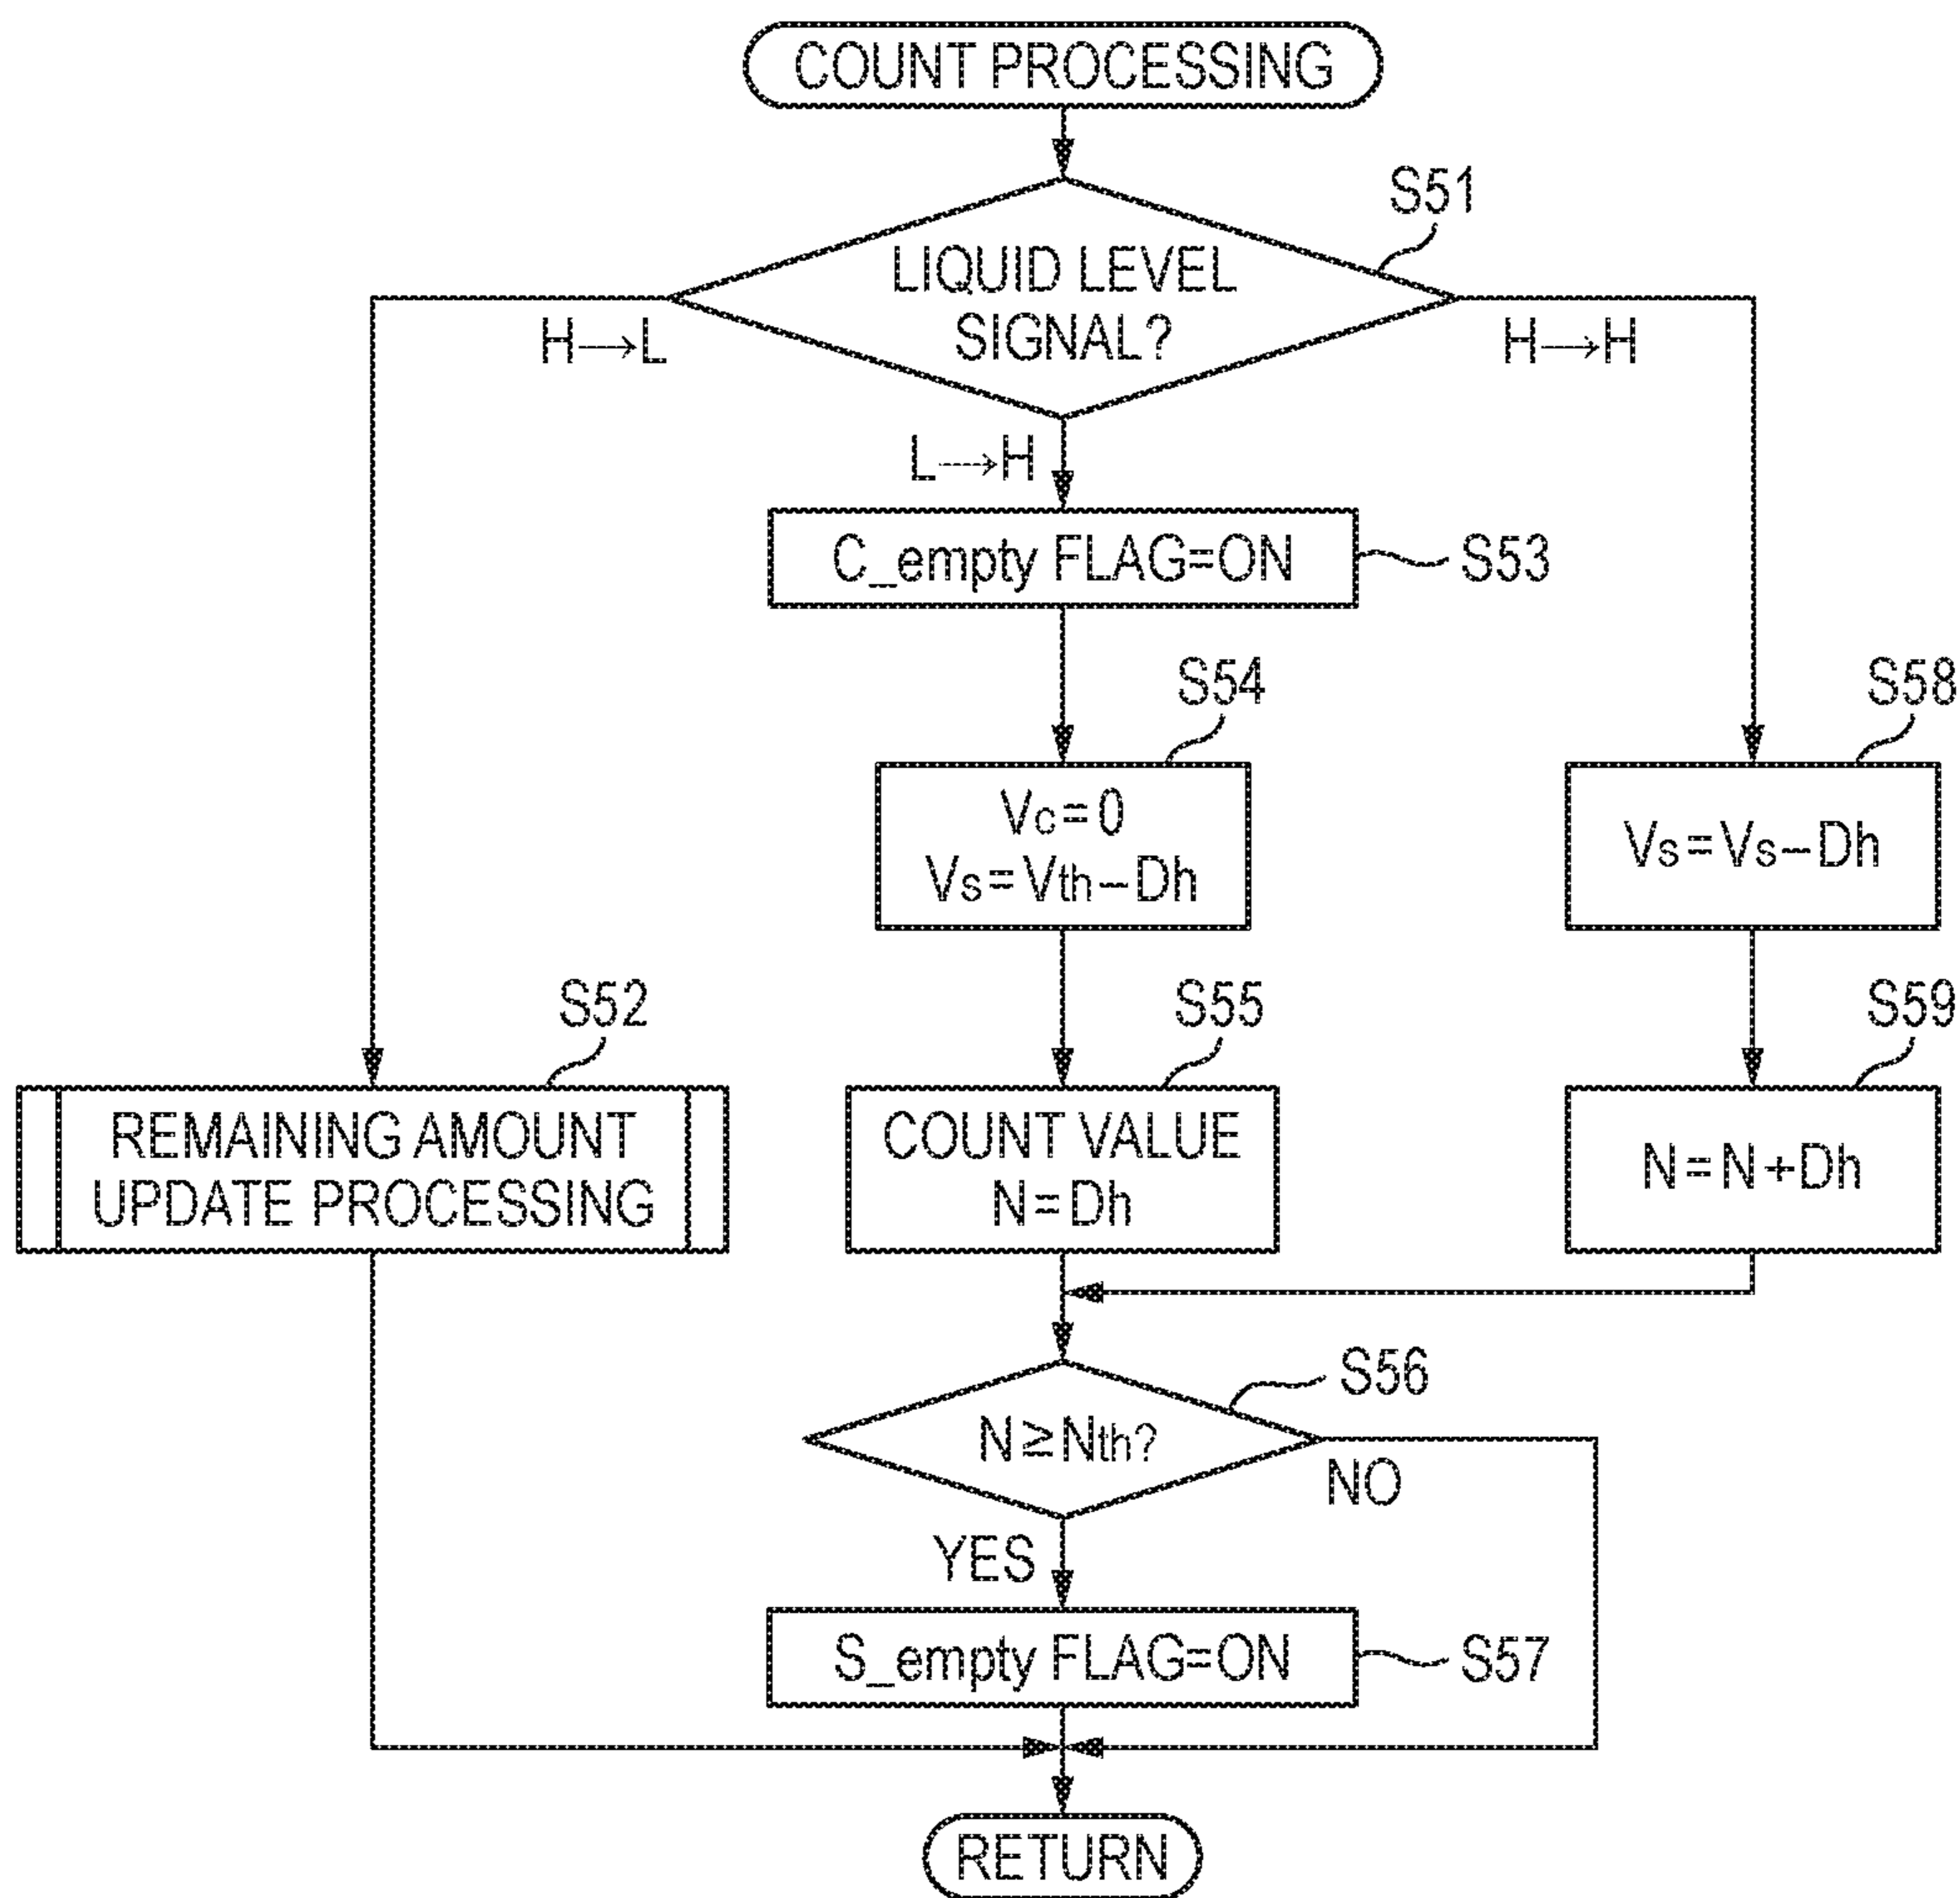 COUNT PROCESSING
S51
LIQUID LEVEL
SIGNAL?
H→L
H→H
L→H
C_empty FLAG=ON
S53
S54
S58
Vc=0
Vs=Vth-Dh
Vs=Vs-Dh
S52
S55
S59
REMAINING AMOUNT
UPDATE PROCESSING
COUNT VALUE
N=Dh
N=N+Dh
S56
N≥Nth?
NO
YES
S_empty FLAG=ON
S57
RETURN